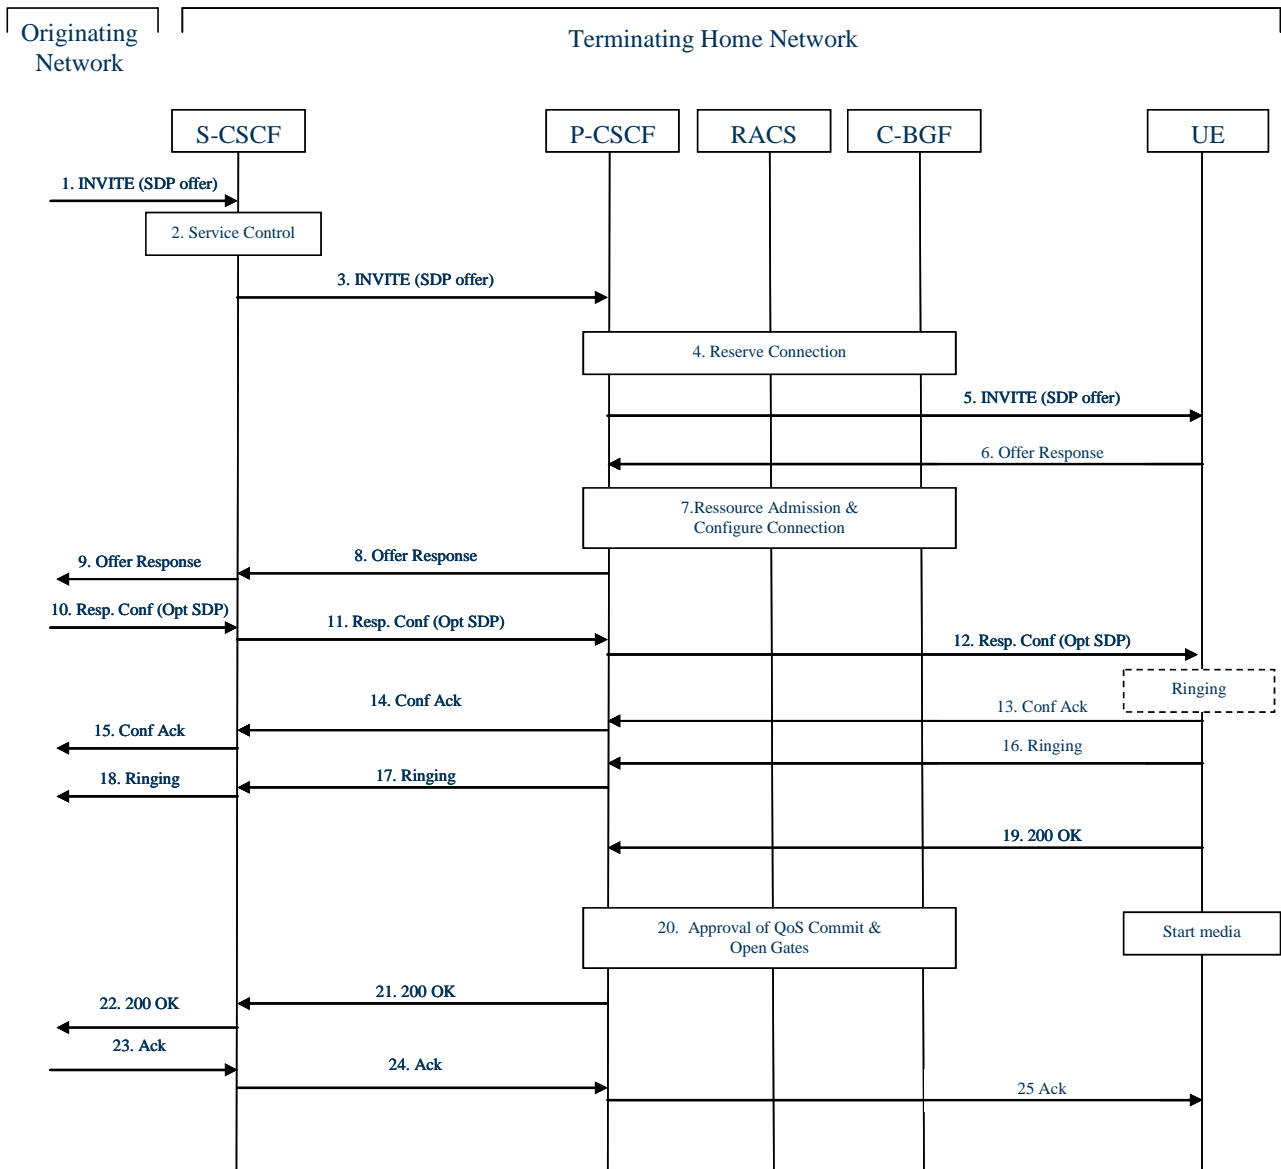 Originating
Network
Terminating Home Network
S-CSCF
P-CSCF
RACS
C-BGF
UE
1. INVITE (SDP offer)
2. Service Control
3. INVITE (SDP offer)
4. Reserve Connection
5. INVITE (SDP offer)
6. Offer Response
7.Ressource Admission &
Configure Connection
8. Offer Response
9. Offer Response
10. Resp. Conf (Opt SDP)
11. Resp. Conf (Opt SDP)
12. Resp. Conf (Opt SDP)
Ringing
13. Conf Ack
14. Conf Ack
15. Conf Ack
16. Ringing
17. Ringing
18. Ringing
19. 200 OK
20. Approval of QoS Commit &
Open Gates
Start media
21. 200 OK
22. 200 OK
23. Ack
24. Ack
25 Ack